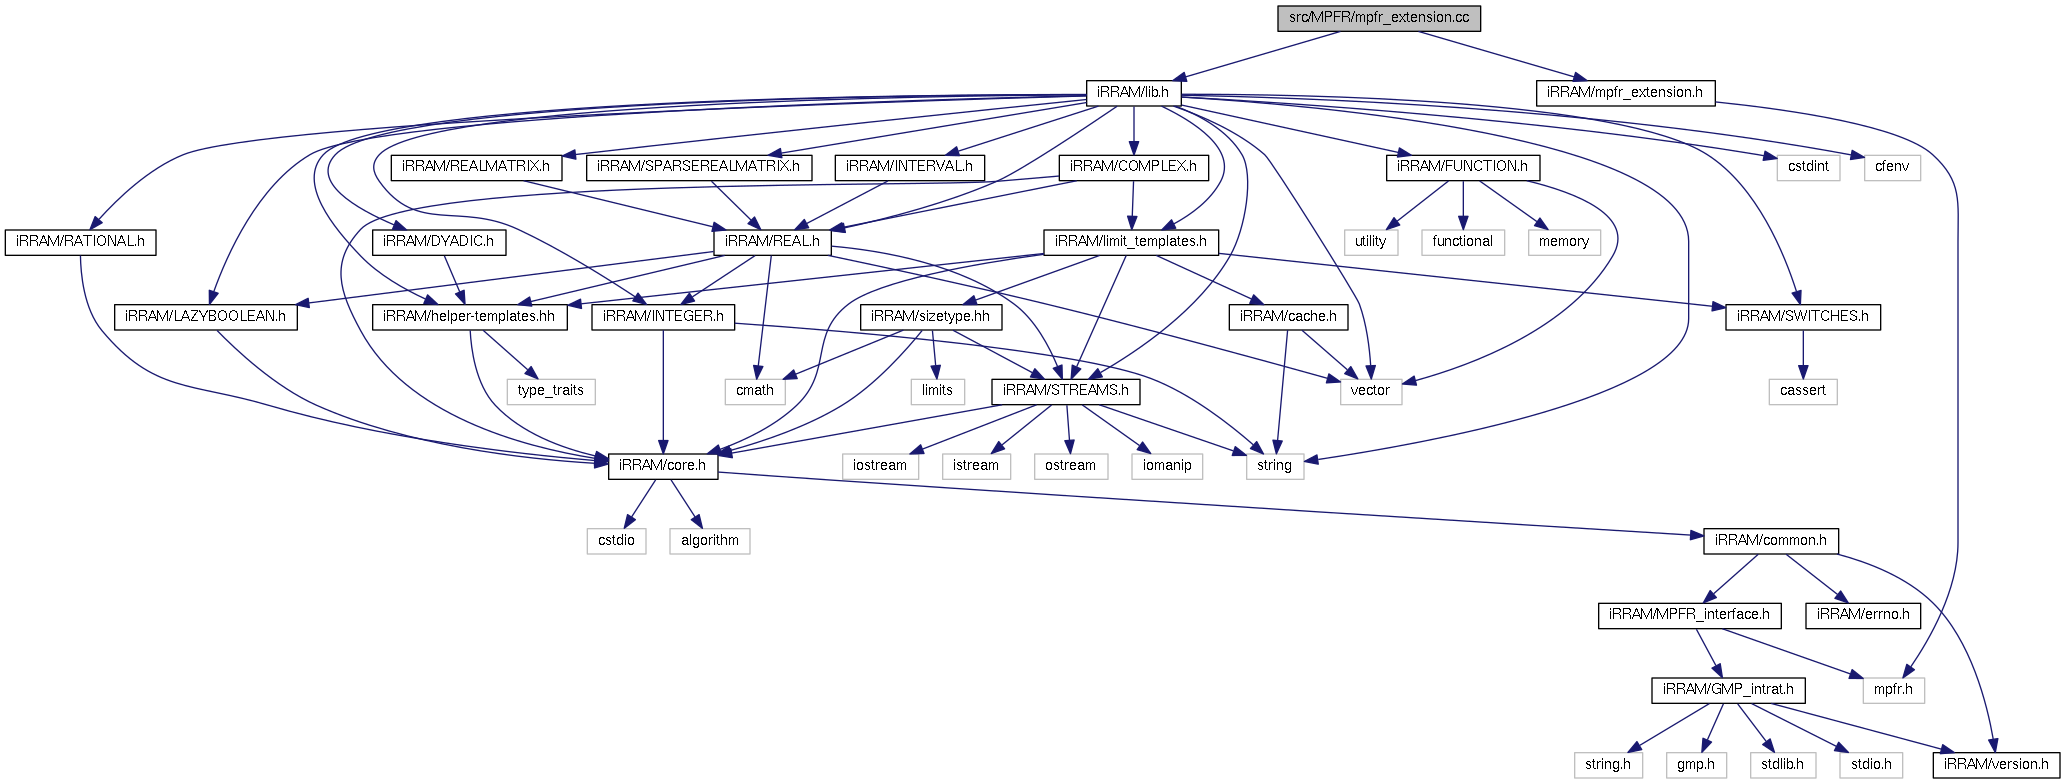 src/MPFR/mpfr_extension.cc
iRRAM/lib.h
iRRAM/mpfr_extension.h
iRRAM/REALMATRIX.h
iRRAM/SPARSEREALMATRIX.h
iRRAM/INTERVAL.h
iRRAM/COMPLEX.h
iRRAM/FUNCTION.h
cstdint
cfenv
iRRAM/RATIONAL.h
iRRAM/DYADIC.h
iRRAM/REAL.h
iRRAM/limit_templates.h
utility
functional
memory
iRRAM/LAZYBOOLEAN.h
iRRAM/helper-templates.hh
iRRAM/INTEGER.h
iRRAM/sizetype.hh
iRRAM/cache.h
iRRAM/SWITCHES.h
type_traits
cmath
limits
iRRAM/STREAMS.h
vector
cassert
iRRAM/core.h
iostream
istream
ostream
iomanip
string
cstdio
algorithm
iRRAM/common.h
iRRAM/MPFR_interface.h
iRRAM/errno.h
iRRAM/GMP_intrat.h
mpfr.h
string.h
gmp.h
stdlib.h
stdio.h
iRRAM/version.h